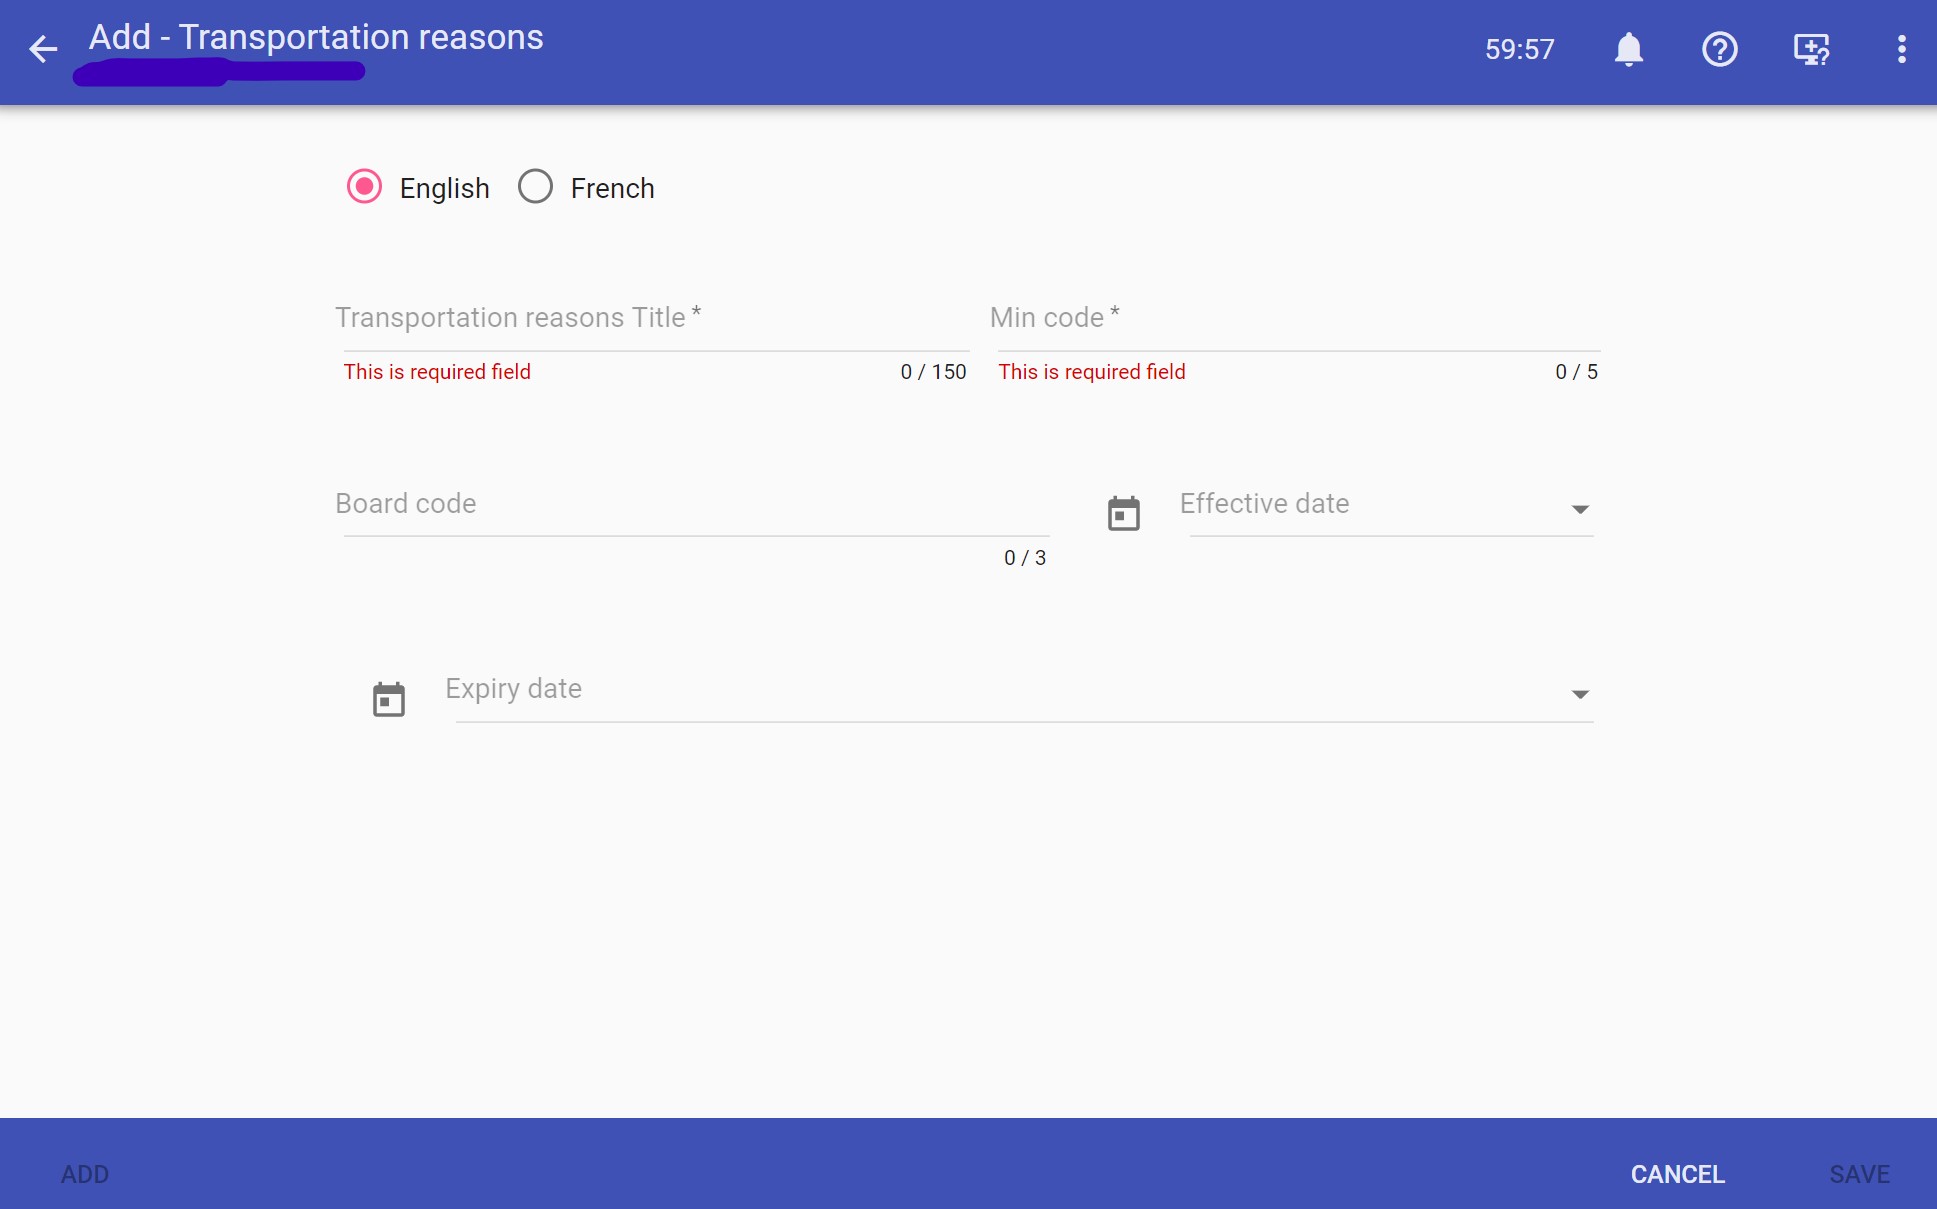 Add - Transportation reasons
59:57
English French
Transportation reasons Title * Min code *
This is required field 0 / 150 This is required field 0 / 5
Board code Effective date
0 / 3
Expiry date
ADD CANCEL SAVE